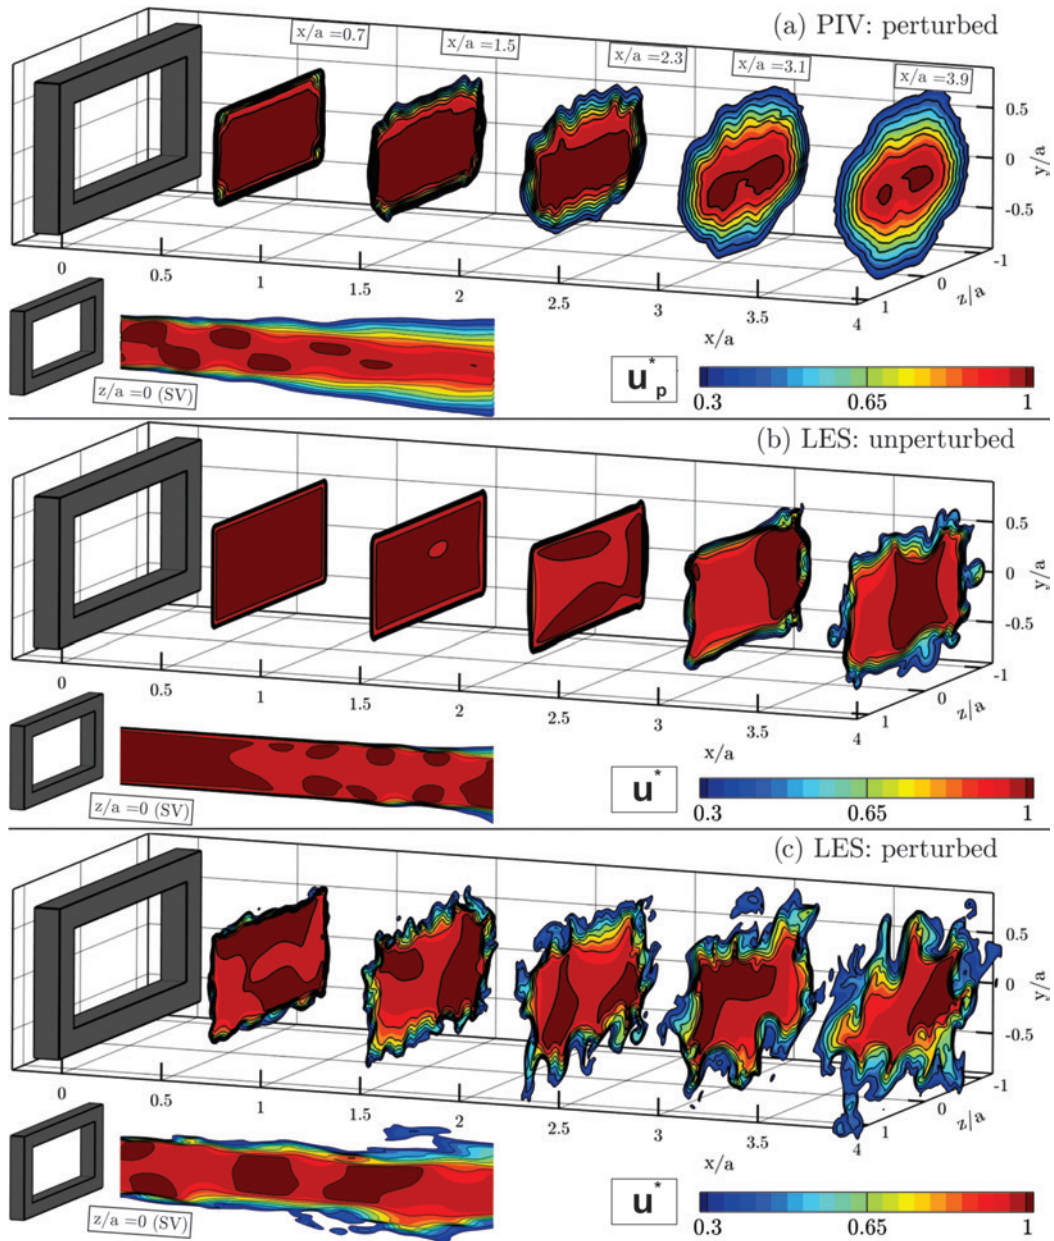 (a) PIV: perturbed
x/a =0.7
x/a =1.5
x/a =2.3
x/a =3.1
x/a =3.9
0.5
0
-0.5
y/a
-1
0
1
z/a
0
0.5
1
1.5
2
2.5
3
3.5
4
x/a
z/a =0 (SV)
u*p
0.3
0.65
1
(b) LES: unperturbed
0.5
0
-0.5
y/a
-1
0
1
z/a
0
0.5
1
1.5
2
2.5
3
3.5
4
x/a
z/a =0 (SV)
u*
0.3
0.65
1
(c) LES: perturbed
0.5
0
-0.5
y/a
-1
0
1
z/a
0
0.5
1
1.5
2
2.5
3
3.5
4
x/a
z/a =0 (SV)
u*
0.3
0.65
1